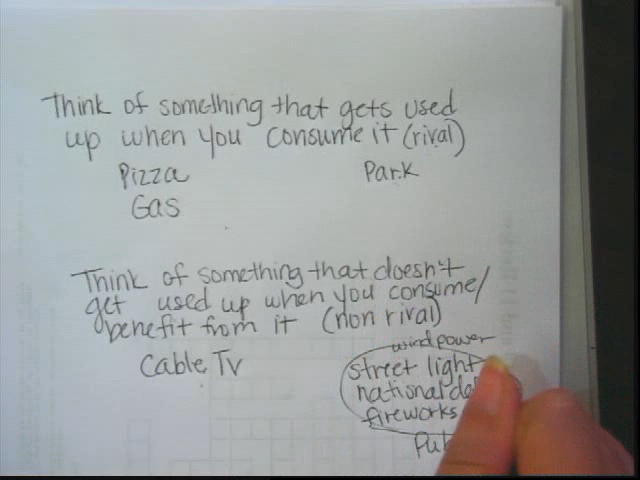 Think of something that gets used
up when you consume it (rival)
Pizza Park
Gas
Think of something that doesn't
get used up when you consume/
benefit from it (non rival)
wind power
Cable TV street light
national
fireworks